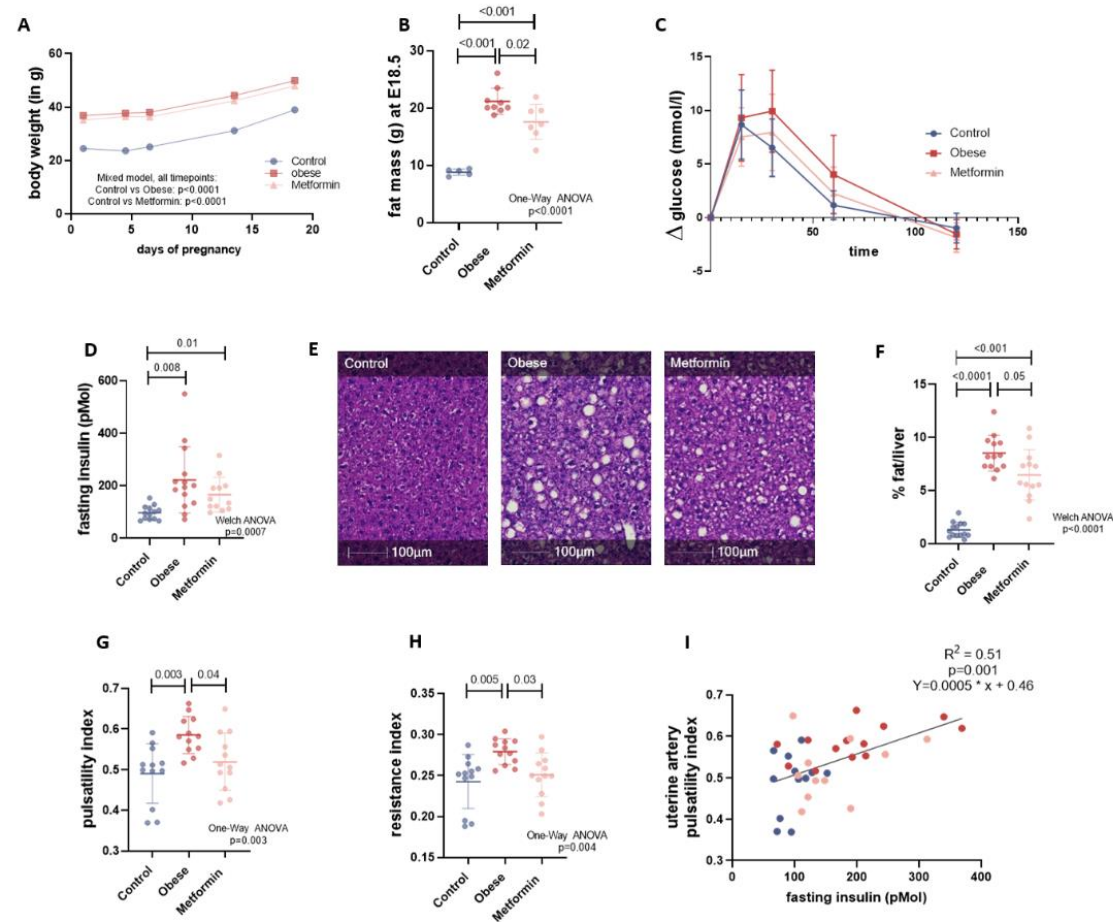 A
body weight (in g)
60
40
20
0
0
5
10
15
20
days of pregnancy
Control
obese
Metformin
Mixed model, all timepoints:
Control vs Obese: p<0.0001
Control vs Metformin: p<0.0001
B
<0.001
<0.001
0.02
fat mass (g) at E18.5
30
20
10
0
One-Way ANOVA
p<0.0001
Control
Obese
Metformin
C
Δ glucose (mmol/l)
15
10
5
0
-5
50
100
150
time
Control
Obese
Metformin
D
0.01
0.008
fasting insulin (pMol)
600
400
200
0
Welch ANOVA
p=0.0007
Control
Obese
Metformin
E
Control
Obese
Metformin
100µm
100µm
100µm
F
<0.001
<0.0001
0.05
% fat/liver
15
10
5
0
Welch ANOVA
p<0.0001
Control
Obese
Metformin
G
0.003
0.04
pulsatility index
0.7
0.6
0.5
0.4
0.3
One-Way ANOVA
p=0.003
Control
Obese
Metformin
H
0.005
0.03
resistance index
0.35
0.30
0.25
0.20
0.15
One-Way ANOVA
p=0.004
Control
Obese
Metformin
I
R² = 0.51
p=0.001
Y=0.0005 * x + 0.46
uterine artery
pulsatility index
0.7
0.6
0.5
0.4
0.3
0
100
200
300
400
fasting insulin (pMol)